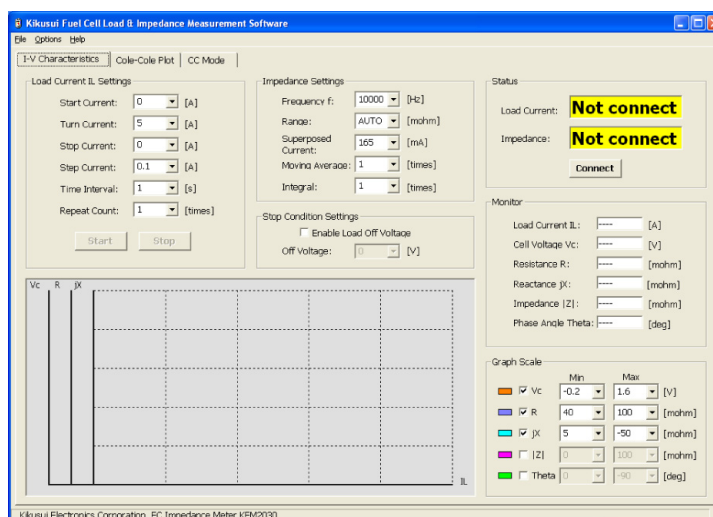 Kikusui Fuel Cell Load & Impedance Measurement Software
File Options Help
I-V Characteristics Cole-Cole Plot CC Mode
Load Current IL Settings
Start Current: 0 [A]
Turn Current: 5 [A]
Stop Current: 0 [A]
Step Current: 0.1 [A]
Time Interval: 1 [s]
Repeat Count: 1 [times]
Start Stop
Impedance Settings
Frequency f: 10000 [Hz]
Range: AUTO [mohm]
Superposed
Current: 165 [mA]
Moving Average: 1 [times]
Integral: 1 [times]
Stop Condition Settings
Enable Load Off Voltage
Off Voltage: 0 [V]
Status
Load Current: Not connect
Impedance: Not connect
Connect
Monitor
Load Current IL: ---- [A]
Cell Voltage Vc: ---- [V]
Resistance R: ---- [mohm]
Reactance jX: ---- [mohm]
Impedance |Z|: ---- [mohm]
Phase Angle Theta: ---- [deg]
Vc R jX
IL
Graph Scale
Min Max
Vc -0.2 1.6 [V]
R 40 100 [mohm]
jX 5 -50 [mohm]
|Z| 0 100 [mohm]
Theta 0 -90 [deg]
Kikusui Electronics Corporation FC Impedance Meter KFM2030